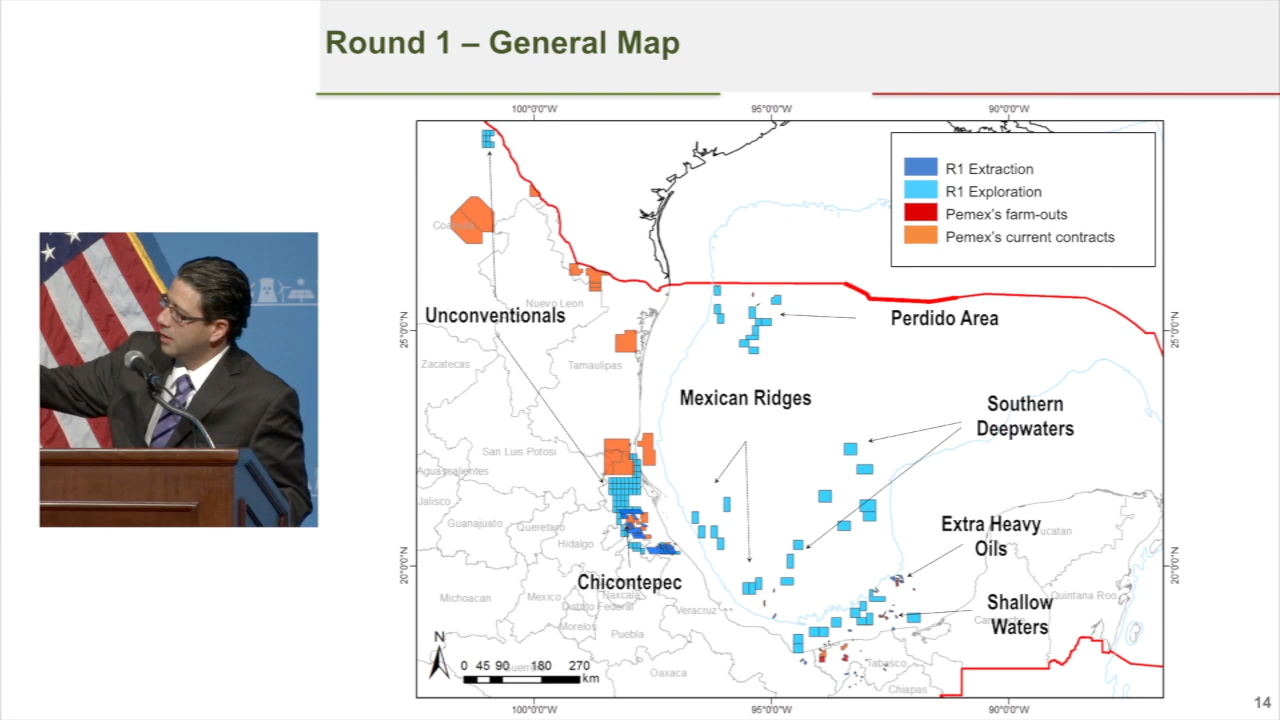 Round 1 – General Map
100°0'0"W
95°0'0"W
90°0'0"W
R1 Extraction
R1 Exploration
Pemex's farm-outs
Pemex's current contracts
Nuevo Leon
Unconventionals
Perdido Area
25°0'0"N
25°0'0"N
Zacatecas
Tamaulipas
Mexican Ridges
Southern
Deepwaters
San Luis Potosi
Aguascalientes
Jalisco
Guanajuato
Queretaro
Hidalgo
Extra Heavy
Oils
Yucatan
20°0'0"N
20°0'0"N
Chicontepec
Michoacan
Mexico
Tlaxcala
Distrito Federal
Veracruz
Morelos
Puebla
Quintana Roo
Shallow
Waters
N
0 45 90 180 270
km
Oaxaca
Tabasco
Chiapas
100°0'0"W
95°0'0"W
90°0'0"W
14